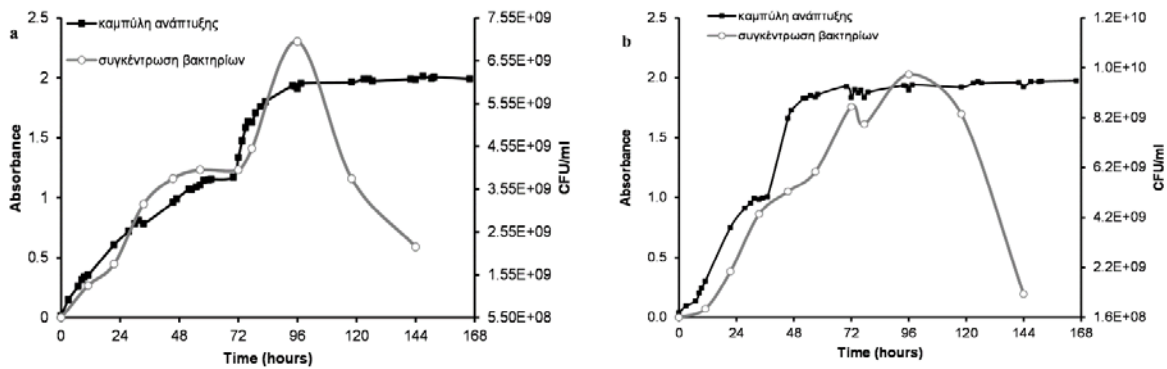 a
καμπύλη ανάπτυξης
συγκέντρωση βακτηρίων
Absorbance
2.5
2
1.5
1
0.5
0
CFU/ml
7.55E+09
6.55E+09
5.55E+09
4.55E+09
3.55E+09
2.55E+09
1.55E+09
5.50E+08
0 24 48 72 96 120 144 168
Time (hours)
b
καμπύλη ανάπτυξης
συγκέντρωση βακτηρίων
Absorbance
2.5
2.0
1.5
1.0
0.5
0.0
CFU/ml
1.2E+10
1.0E+10
8.2E+09
6.2E+09
4.2E+09
2.2E+09
1.6E+08
0 24 48 72 96 120 144 168
Time (hours)